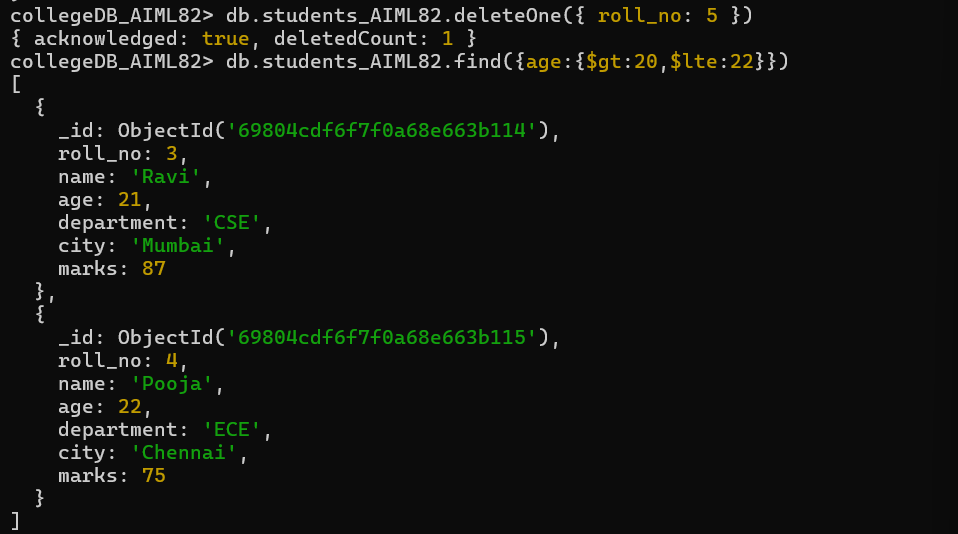 collegeDB_AIML82> db.students_AIML82.deleteOne({ roll_no: 5 })
{ acknowledged: true, deletedCount: 1 }
collegeDB_AIML82> db.students_AIML82.find({age:{$gt:20,$lte:22}})
[
  {
    _id: ObjectId('69804cdf6f7f0a68e663b114'),
    roll_no: 3,
    name: 'Ravi',
    age: 21,
    department: 'CSE',
    city: 'Mumbai',
    marks: 87
  },
  {
    _id: ObjectId('69804cdf6f7f0a68e663b115'),
    roll_no: 4,
    name: 'Pooja',
    age: 22,
    department: 'ECE',
    city: 'Chennai',
    marks: 75
  }
]